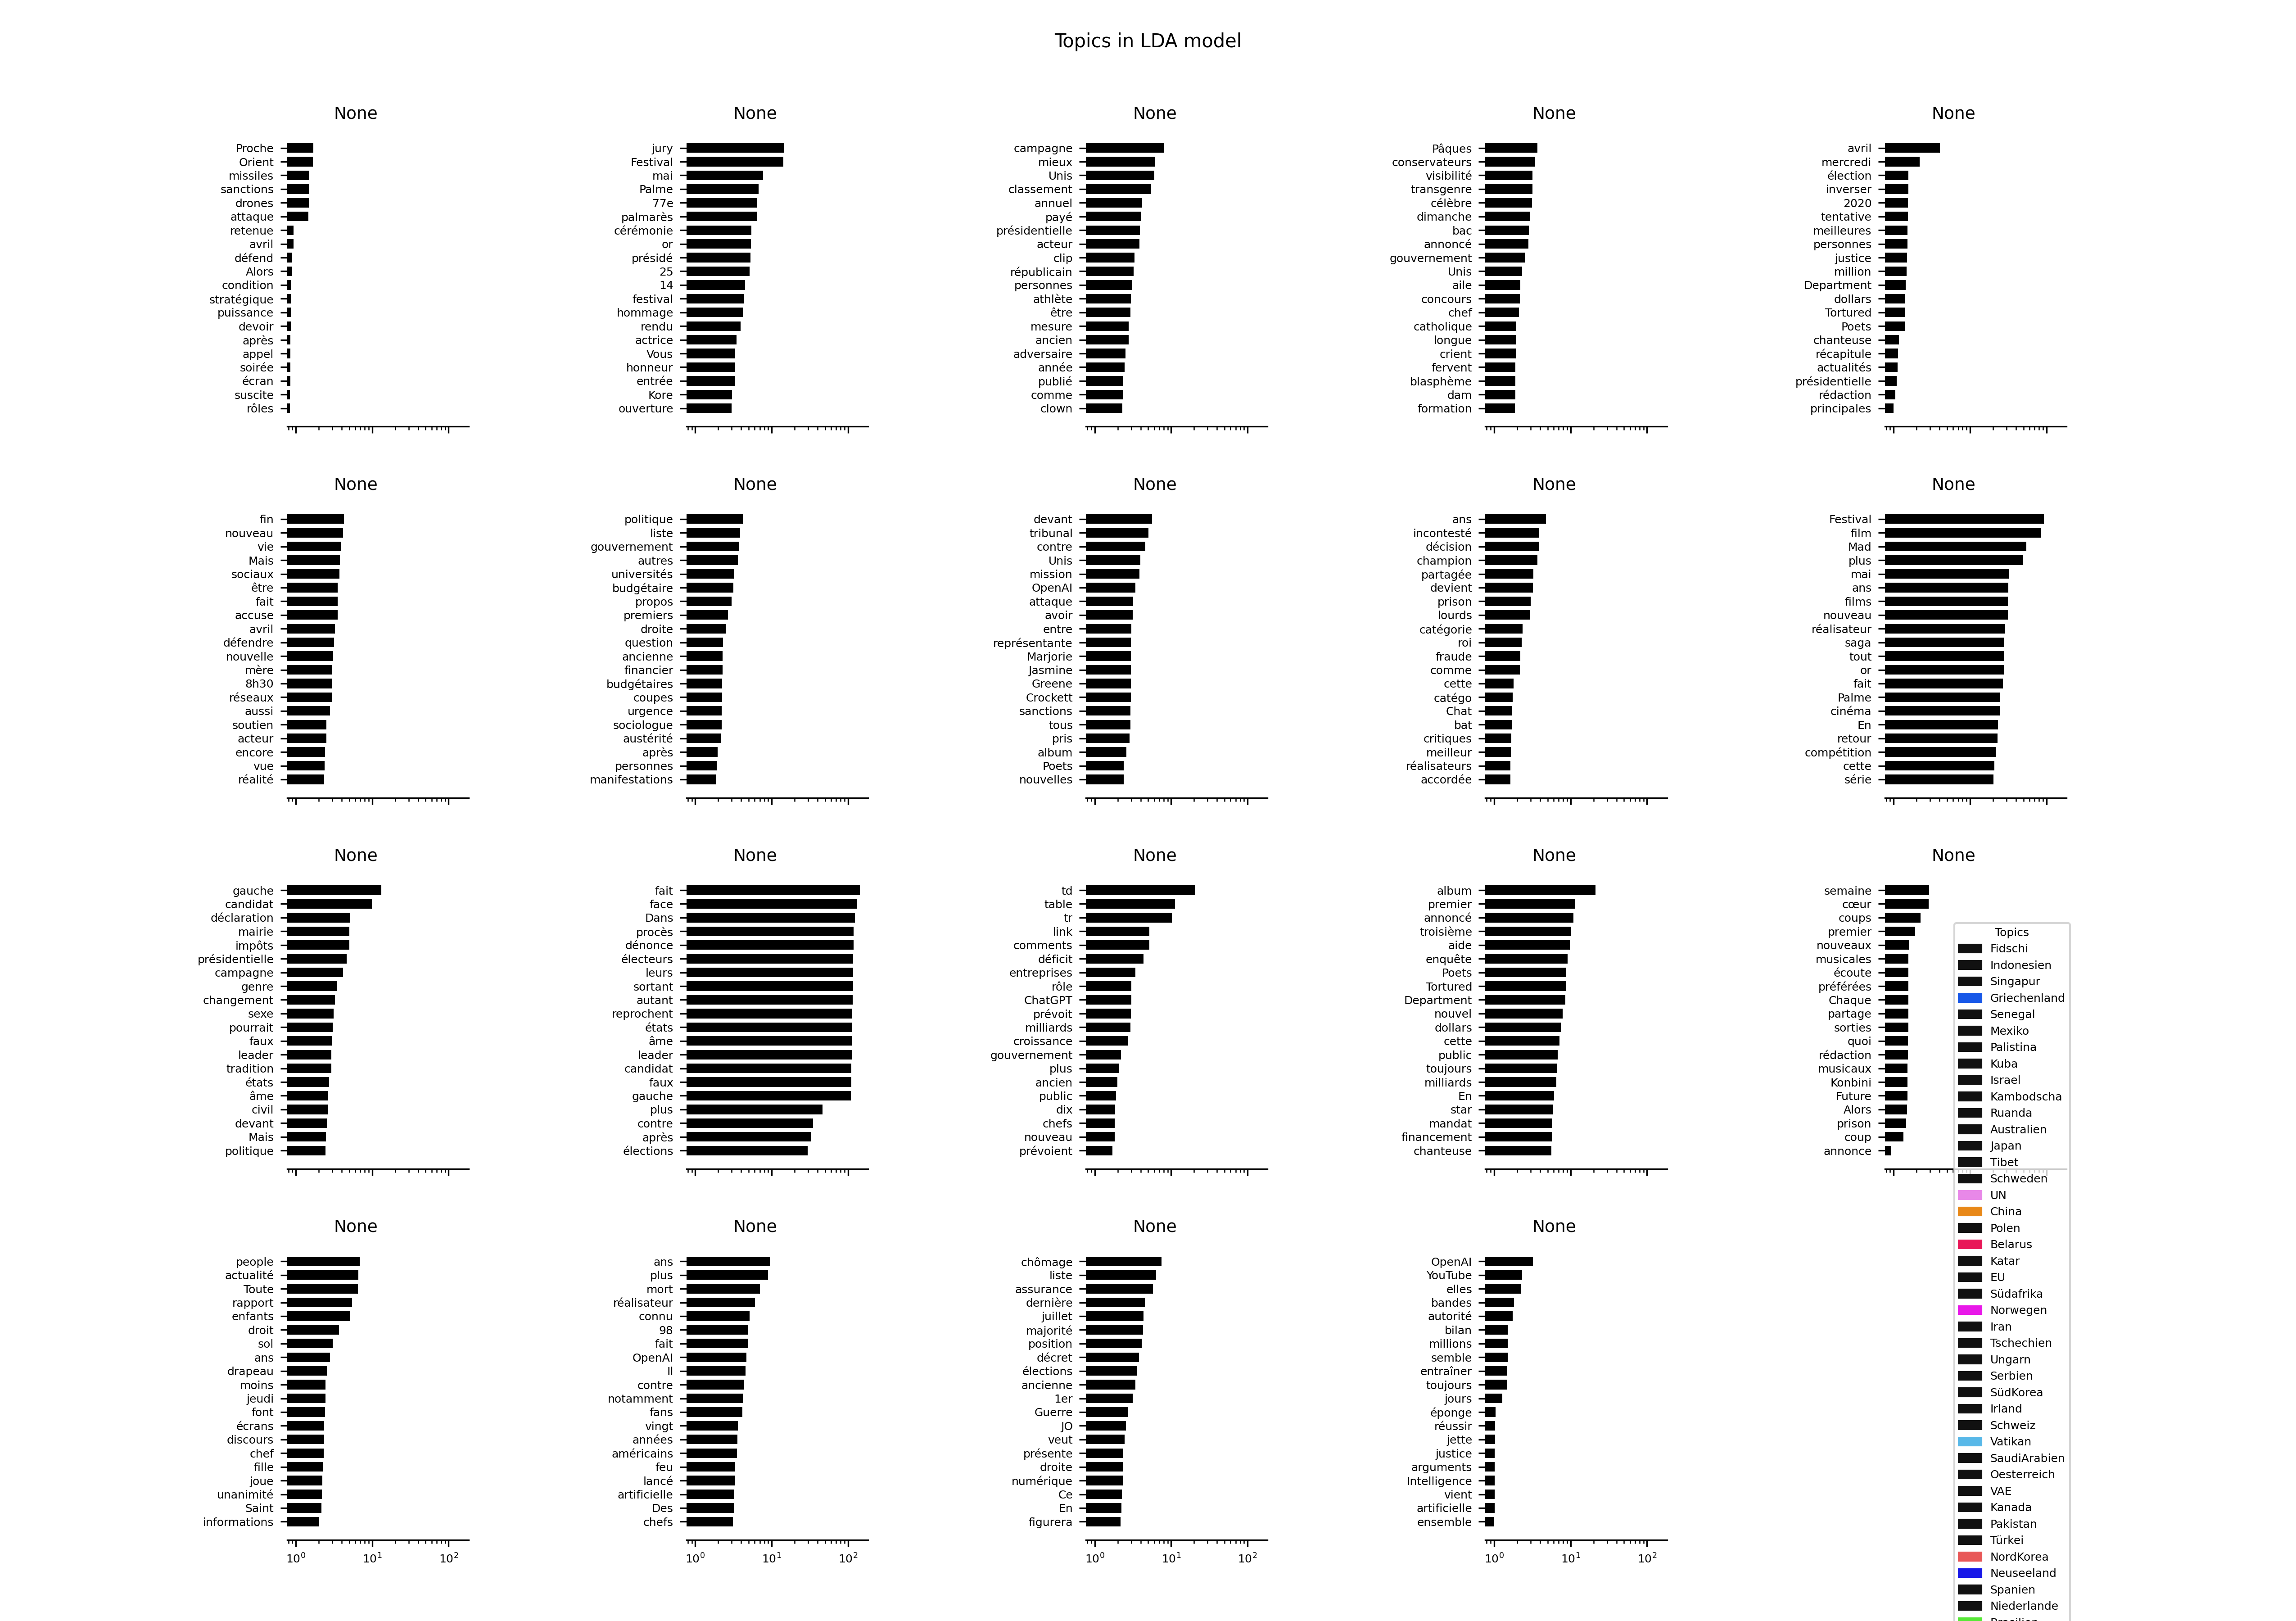 Topics in LDA model
None
Proche
Orient
missiles
sanctions
drones
attaque
retenue
avril
défend
Alors
condition
stratégique
puissance
devoir
après
appel
soirée
écran
suscite
rôles
None
jury
Festival
mai
Palme
77e
palmarès
cérémonie
or
présidé
25
14
festival
hommage
rendu
actrice
Vous
honneur
entrée
Kore
ouverture
None
campagne
mieux
Unis
classement
annuel
payé
présidentielle
acteur
clip
républicain
personnes
athlète
être
mesure
ancien
adversaire
année
publié
comme
clown
None
Pâques
conservateurs
visibilité
transgenre
célèbre
dimanche
bac
annoncé
gouvernement
Unis
aile
concours
chef
catholique
longue
crient
fervent
blasphème
dam
formation
None
avril
mercredi
élection
inverser
2020
tentative
meilleures
personnes
justice
million
Department
dollars
Tortured
Poets
chanteuse
récapitule
actualités
présidentielle
rédaction
principales
None
fin
nouveau
vie
Mais
sociaux
être
fait
accuse
avril
défendre
nouvelle
mère
8h30
réseaux
aussi
soutien
acteur
encore
vue
réalité
None
politique
liste
gouvernement
autres
universités
budgétaire
propos
premiers
droite
question
ancienne
financier
budgétaires
coupes
urgence
sociologue
austérité
après
personnes
manifestations
None
devant
tribunal
contre
Unis
mission
OpenAI
attaque
avoir
entre
représentante
Marjorie
Jasmine
Greene
Crockett
sanctions
tous
pris
album
Poets
nouvelles
None
ans
incontesté
décision
champion
partagée
devient
prison
lourds
catégorie
roi
fraude
comme
cette
catégo
Chat
bat
critiques
meilleur
réalisateurs
accordée
None
Festival
film
Mad
plus
mai
ans
films
nouveau
réalisateur
saga
tout
or
fait
Palme
cinéma
En
retour
compétition
cette
série
None
gauche
candidat
déclaration
mairie
impôts
présidentielle
campagne
genre
changement
sexe
pourrait
faux
leader
tradition
états
âme
civil
devant
Mais
politique
None
fait
face
Dans
procès
dénonce
électeurs
leurs
sortant
autant
reprochent
états
âme
leader
candidat
faux
gauche
plus
contre
après
élections
None
td
table
tr
link
comments
déficit
entreprises
rôle
ChatGPT
prévoit
milliards
croissance
gouvernement
plus
ancien
public
dix
chefs
nouveau
prévoient
None
album
premier
annoncé
troisième
aide
enquête
Poets
Tortured
Department
nouvel
dollars
cette
public
toujours
milliards
En
star
mandat
financement
chanteuse
None
semaine
cœur
coups
premier
nouveaux
musicales
écoute
préférées
Chaque
partage
sorties
quoi
rédaction
musicaux
Konbini
Future
Alors
prison
coup
annonce
None
people
actualité
Toute
rapport
enfants
droit
sol
ans
drapeau
moins
jeudi
font
écrans
discours
chef
fille
joue
unanimité
Saint
informations
10⁰ 10¹ 10²
None
ans
plus
mort
réalisateur
connu
98
fait
OpenAI
Il
contre
notamment
fans
vingt
années
américains
feu
lancé
artificielle
Des
chefs
10⁰ 10¹ 10²
None
chômage
liste
assurance
dernière
juillet
majorité
position
décret
élections
ancienne
1er
Guerre
JO
veut
présente
droite
numérique
Ce
En
figurera
10⁰ 10¹ 10²
None
OpenAI
YouTube
elles
bandes
autorité
bilan
millions
semble
entraîner
toujours
jours
éponge
réussir
jette
justice
arguments
Intelligence
vient
artificielle
ensemble
10⁰ 10¹ 10²
Topics
Fidschi
Indonesien
Singapur
Griechenland
Senegal
Mexiko
Palistina
Kuba
Israel
Kambodscha
Ruanda
Australien
Japan
Tibet
Schweden
UN
China
Polen
Belarus
Katar
EU
Südafrika
Norwegen
Iran
Tschechien
Ungarn
Serbien
SüdKorea
Irland
Schweiz
Vatikan
SaudiArabien
Oesterreich
VAE
Kanada
Pakistan
Türkei
NordKorea
Neuseeland
Spanien
Niederlande